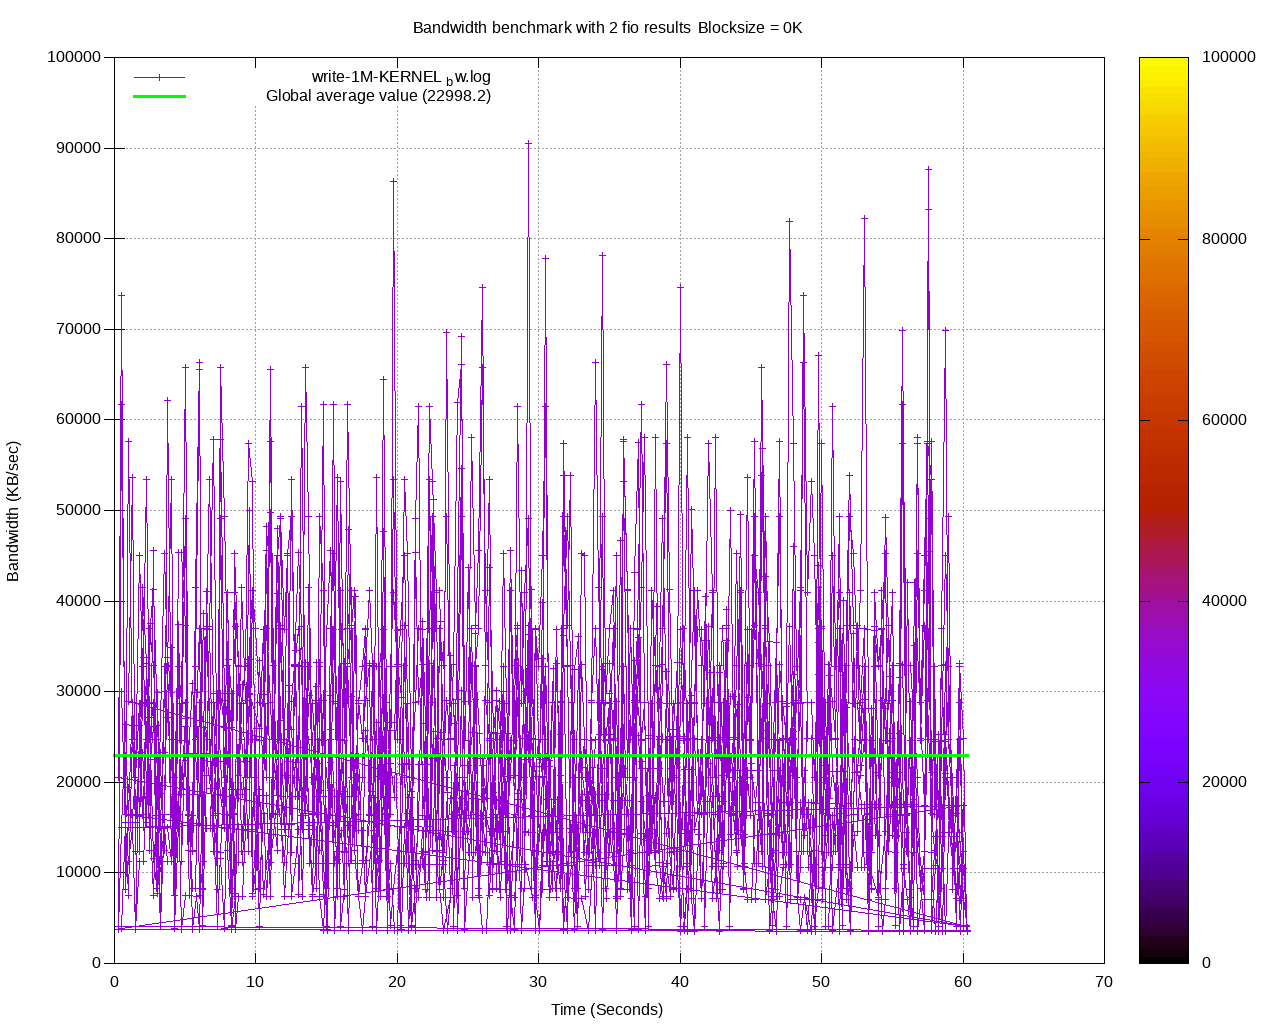 Bandwidth benchmark with 2 fio results Blocksize = 0K
write-1M-KERNEL_bw.log
Global average value (22998.2)
100000
90000
80000
70000
60000
50000
40000
30000
20000
10000
0
Bandwidth (KB/sec)
0 10 20 30 40 50 60 70
Time (Seconds)
100000
80000
60000
40000
20000
0